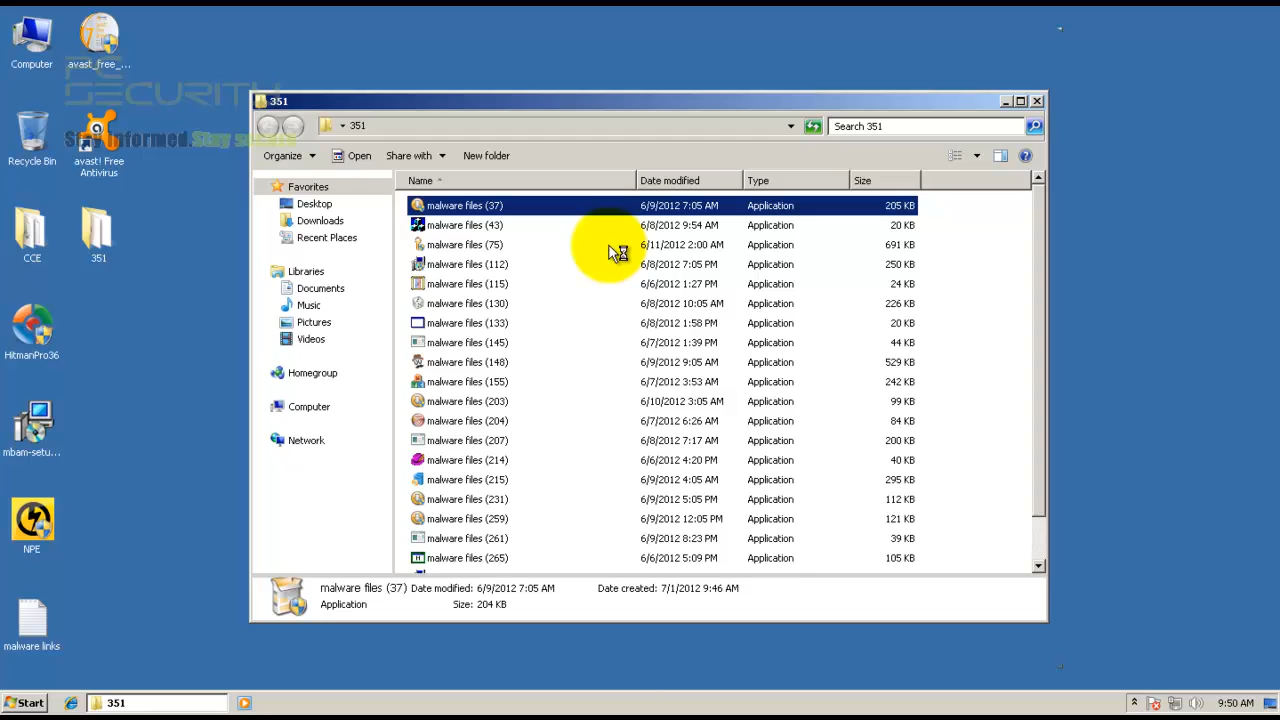 Computer
avast_free_...
PC
SECURITY
Stay informed.Stay secure
Recycle Bin
avast! Free
Antivirus
CCE
351
HitmanPro36
mbam-setu...
NPE
malware links
351
351
Search 351
Organize
Open
Share with
New folder
Favorites
Desktop
Downloads
Recent Places
Libraries
Documents
Music
Pictures
Videos
Homegroup
Computer
Network
Name Date modified Type Size
malware files (37) 6/9/2012 7:05 AM Application 205 KB
malware files (43) 6/8/2012 9:54 AM Application 20 KB
malware files (75) 6/11/2012 2:00 AM Application 691 KB
malware files (112) 6/8/2012 7:05 PM Application 250 KB
malware files (115) 6/6/2012 1:27 PM Application 24 KB
malware files (130) 6/8/2012 10:05 AM Application 226 KB
malware files (133) 6/8/2012 1:58 PM Application 20 KB
malware files (145) 6/7/2012 1:39 PM Application 44 KB
malware files (148) 6/9/2012 9:05 AM Application 529 KB
malware files (155) 6/7/2012 3:53 AM Application 242 KB
malware files (203) 6/10/2012 3:05 AM Application 99 KB
malware files (204) 6/7/2012 6:26 AM Application 84 KB
malware files (207) 6/8/2012 7:17 AM Application 200 KB
malware files (214) 6/6/2012 4:20 PM Application 40 KB
malware files (215) 6/9/2012 4:05 AM Application 295 KB
malware files (231) 6/9/2012 5:05 PM Application 112 KB
malware files (259) 6/9/2012 12:05 PM Application 121 KB
malware files (261) 6/9/2012 8:23 PM Application 39 KB
malware files (265) 6/6/2012 5:09 PM Application 105 KB
malware files (37) Date modified: 6/9/2012 7:05 AM Date created: 7/1/2012 9:46 AM
Application Size: 204 KB
Start 351 9:50 AM